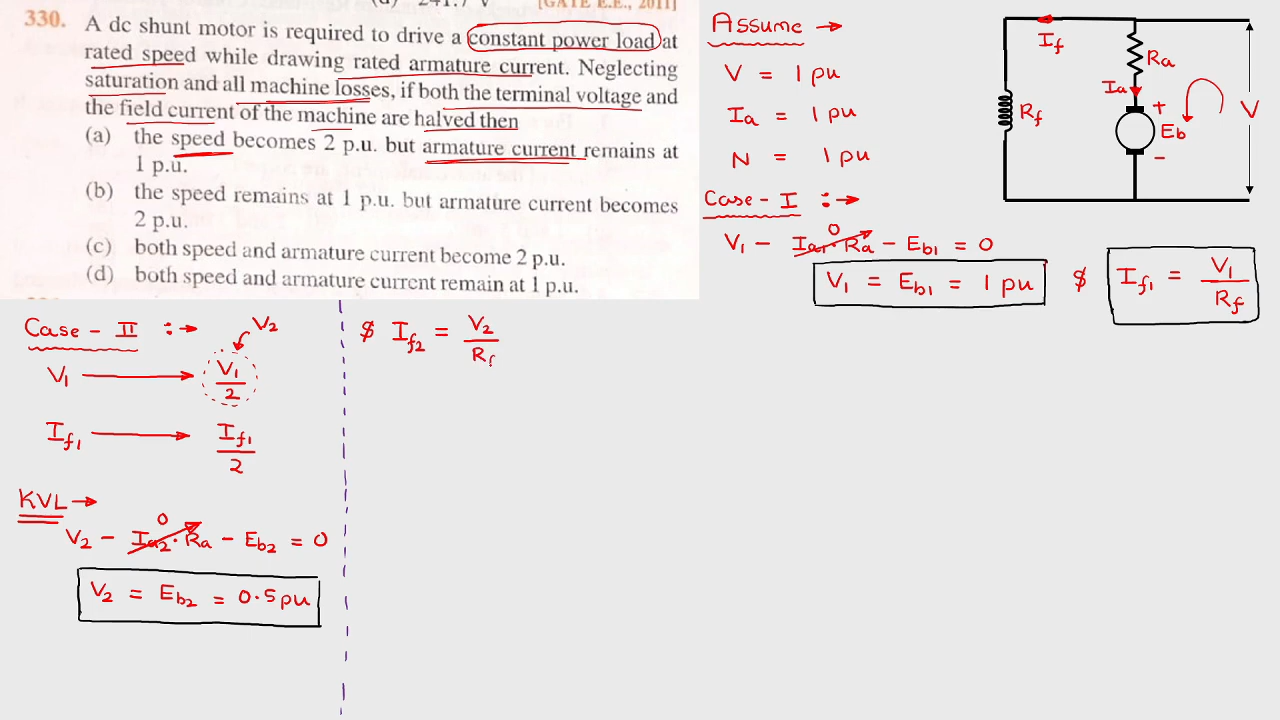 (d) 241.7 V [GATE E.E., 2011]
330. A dc shunt motor is required to drive a constant power load at
rated speed while drawing rated armature current. Neglecting
saturation and all machine losses, if both the terminal voltage and
the field current of the machine are halved then
(a) the speed becomes 2 p.u. but armature current remains at
1 p.u.
(b) the speed remains at 1 p.u. but armature current becomes
2 p.u.
(c) both speed and armature current become 2 p.u.
(d) both speed and armature current remain at 1 p.u.
Assume →
V = 1 pu
Ia = 1 pu
N = 1 pu
Case - I :→
V1 - Ia1·Ra - Eb1 = 0
0
V1 = Eb1 = 1 pu $ If1 = V1/Rf
If
Ra
Ia
Rf
+
Eb
-
V
Case - II :→
V2
V1 → V1/2
If1 → If1/2
KVL →
0
V2 - Ia2·Ra - Eb2 = 0
V2 = Eb2 = 0.5 pu
$ If2 = V2/Rf